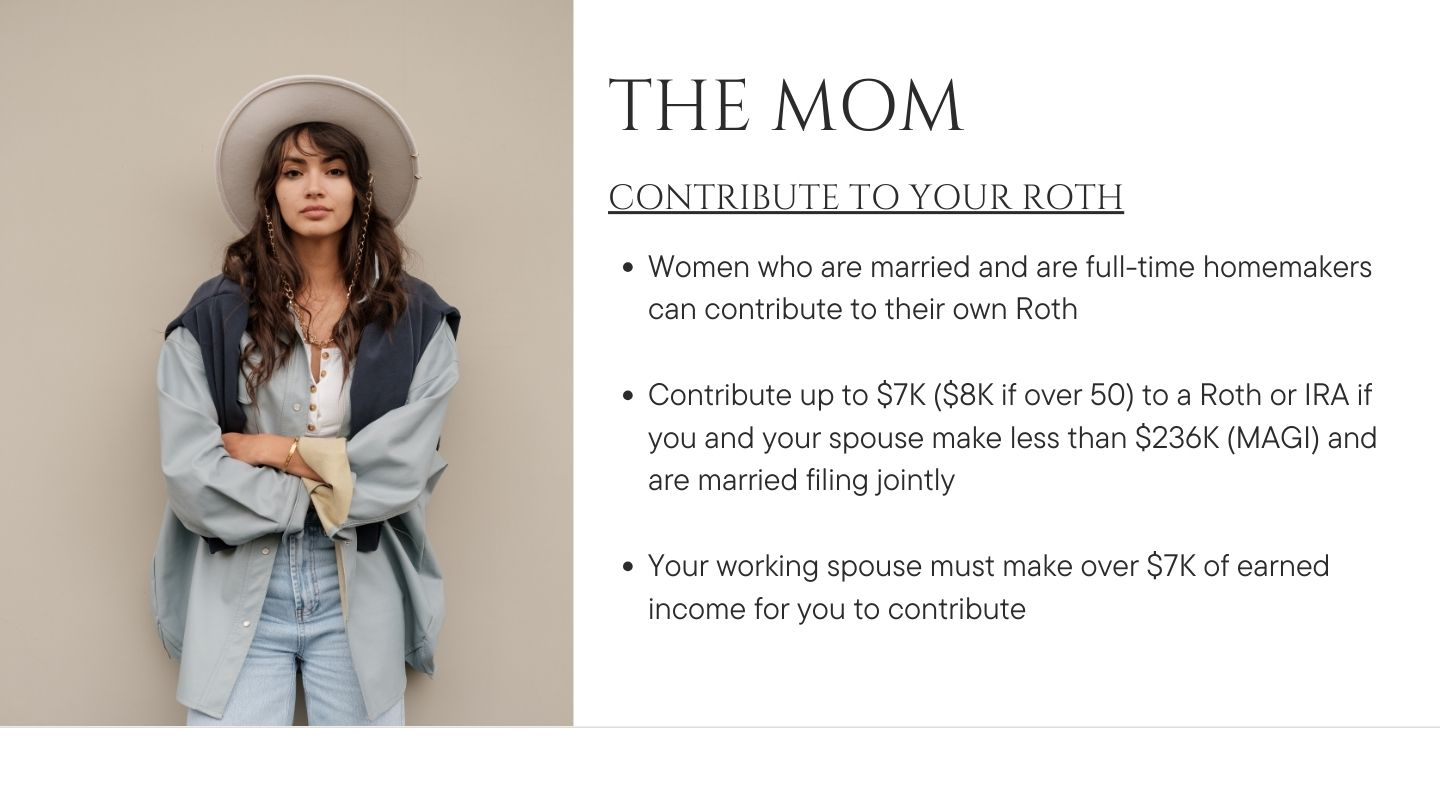 THE MOM
CONTRIBUTE TO YOUR ROTH
• Women who are married and are full-time homemakers
can contribute to their own Roth
• Contribute up to $7K ($8K if over 50) to a Roth or IRA if
you and your spouse make less than $236K (MAGI) and
are married filing jointly
• Your working spouse must make over $7K of earned
income for you to contribute